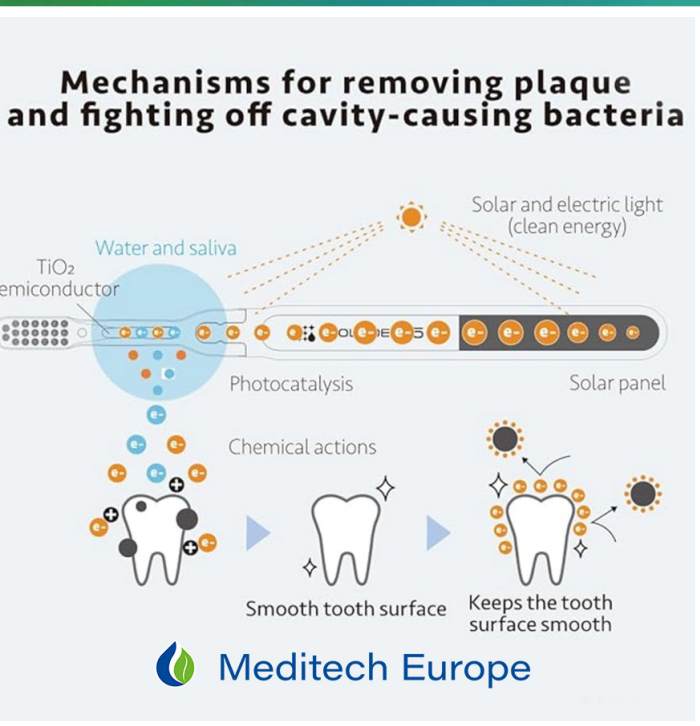 Mechanisms for removing plaque
and fighting off cavity-causing bacteria
Solar and electric light
(clean energy)
Water and saliva
TiO₂
emiconductor
e- e- e- e- e- e- e- e- e- e- e- e- e- e- e- e-
Photocatalysis
Solar panel
e-
Chemical actions
e- e-
e- e- e-
e- e-
Smooth tooth surface
Keeps the tooth
surface smooth
Meditech Europe